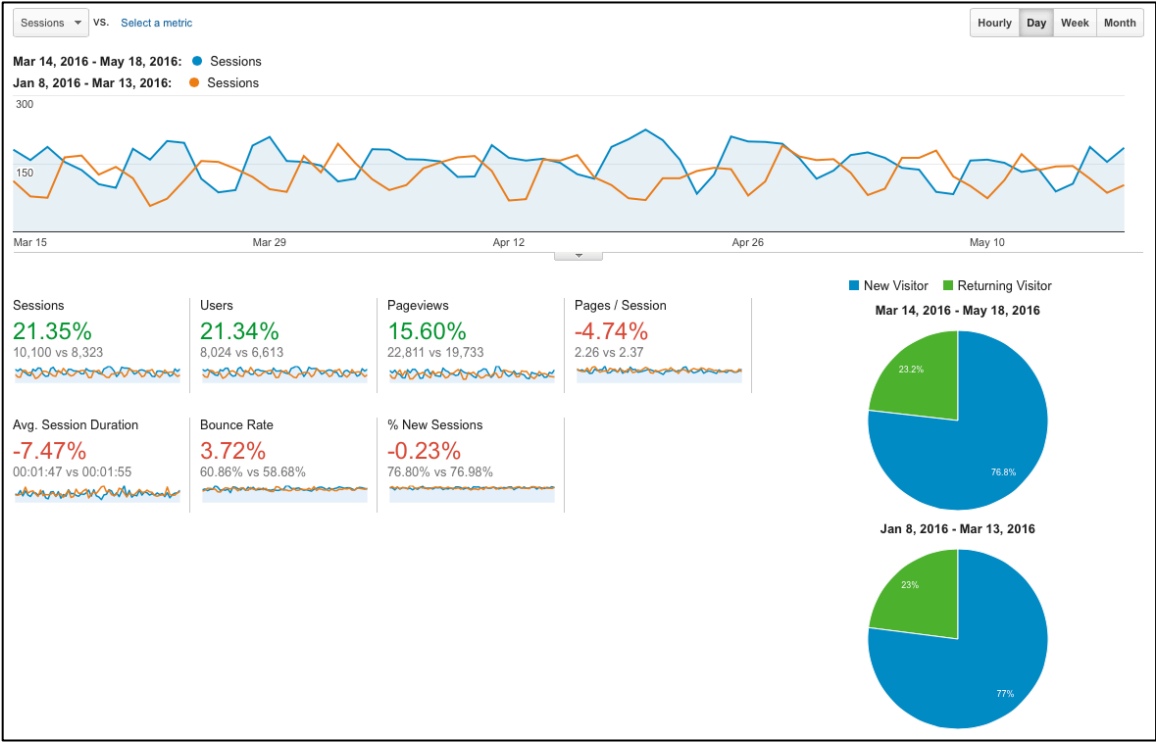 Sessions vs. Select a metric Hourly Day Week Month
Mar 14, 2016 - May 18, 2016: Sessions
Jan 8, 2016 - Mar 13, 2016: Sessions
300
150
Mar 15 Mar 29 Apr 12 Apr 26 May 10
New Visitor Returning Visitor
Sessions Users Pageviews Pages / Session
21.35% 21.34% 15.60% -4.74%
10,100 vs 8,323 8,024 vs 6,613 22,811 vs 19,733 2.26 vs 2.37
Avg. Session Duration Bounce Rate % New Sessions
-7.47% 3.72% -0.23%
00:01:47 vs 00:01:55 60.86% vs 58.68% 76.80% vs 76.98%
Mar 14, 2016 - May 18, 2016
23.2%
76.8%
Jan 8, 2016 - Mar 13, 2016
23%
77%